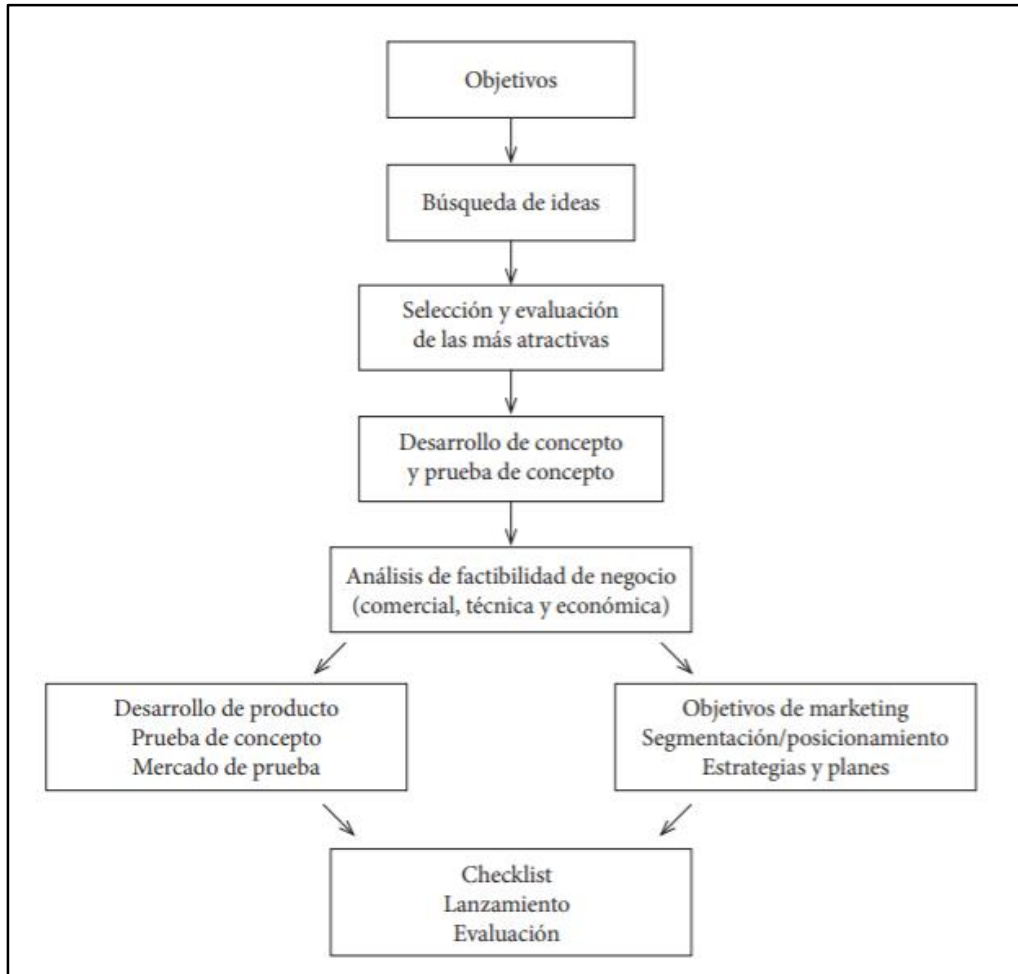 Objetivos
Búsqueda de ideas
Selección y evaluación
de las más atractivas
Desarrollo de concepto
y prueba de concepto
Análisis de factibilidad de negocio
(comercial, técnica y económica)
Desarrollo de producto
Prueba de concepto
Mercado de prueba
Objetivos de marketing
Segmentación/posicionamiento
Estrategias y planes
Checklist
Lanzamiento
Evaluación